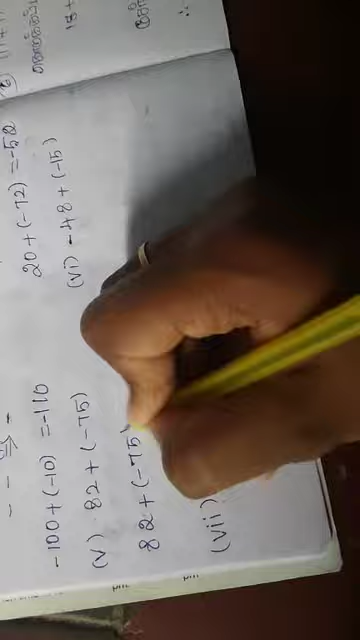 -100 + (-10) = -110
20 + (-72) = -52
(V) 82 + (-75)
(vi) -48 + (-15)
82 + (-75)
(vii)